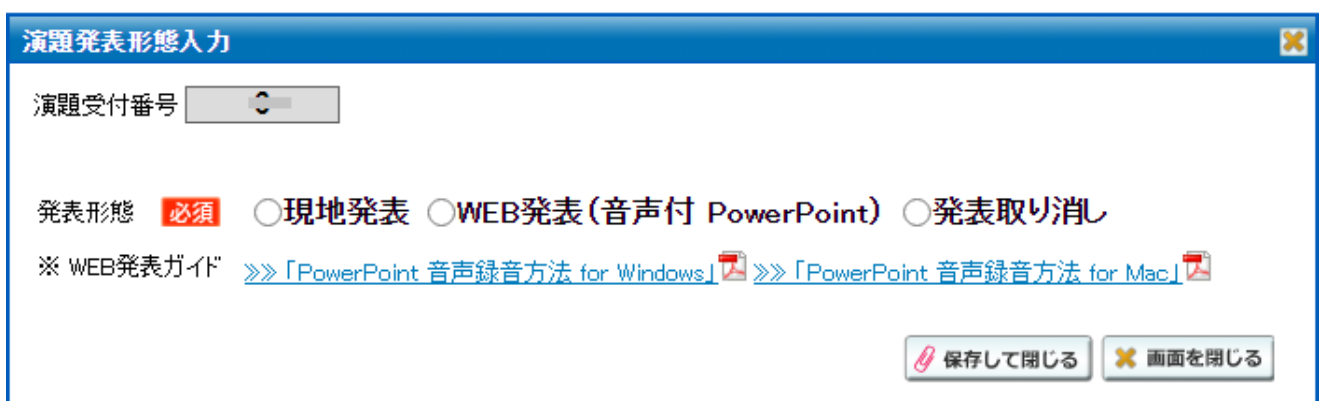 演題発表形態入力
演題受付番号
発表形態 必須 現地発表 WEB発表(音声付 PowerPoint) 発表取り消し
※ WEB発表ガイド >>>「PowerPoint 音声録音方法 for Windows」 >>>「PowerPoint 音声録音方法 for Mac」
保存して閉じる 画面を閉じる